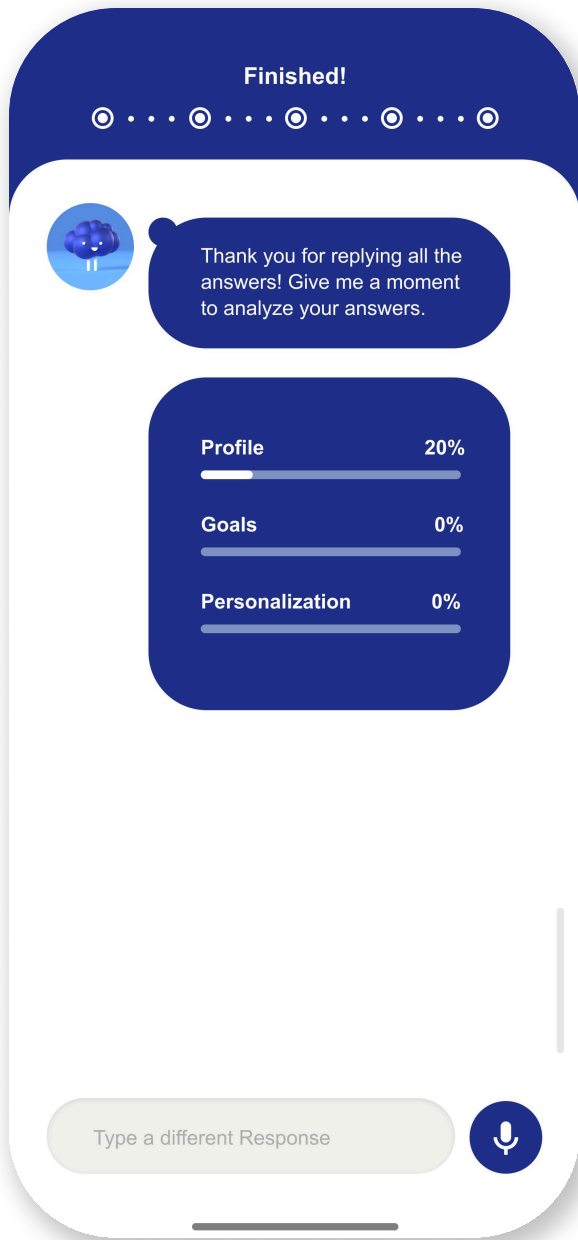 Finished!
Thank you for replying all the
answers! Give me a moment
to analyze your answers.
Profile 20%
Goals 0%
Personalization 0%
Type a different Response